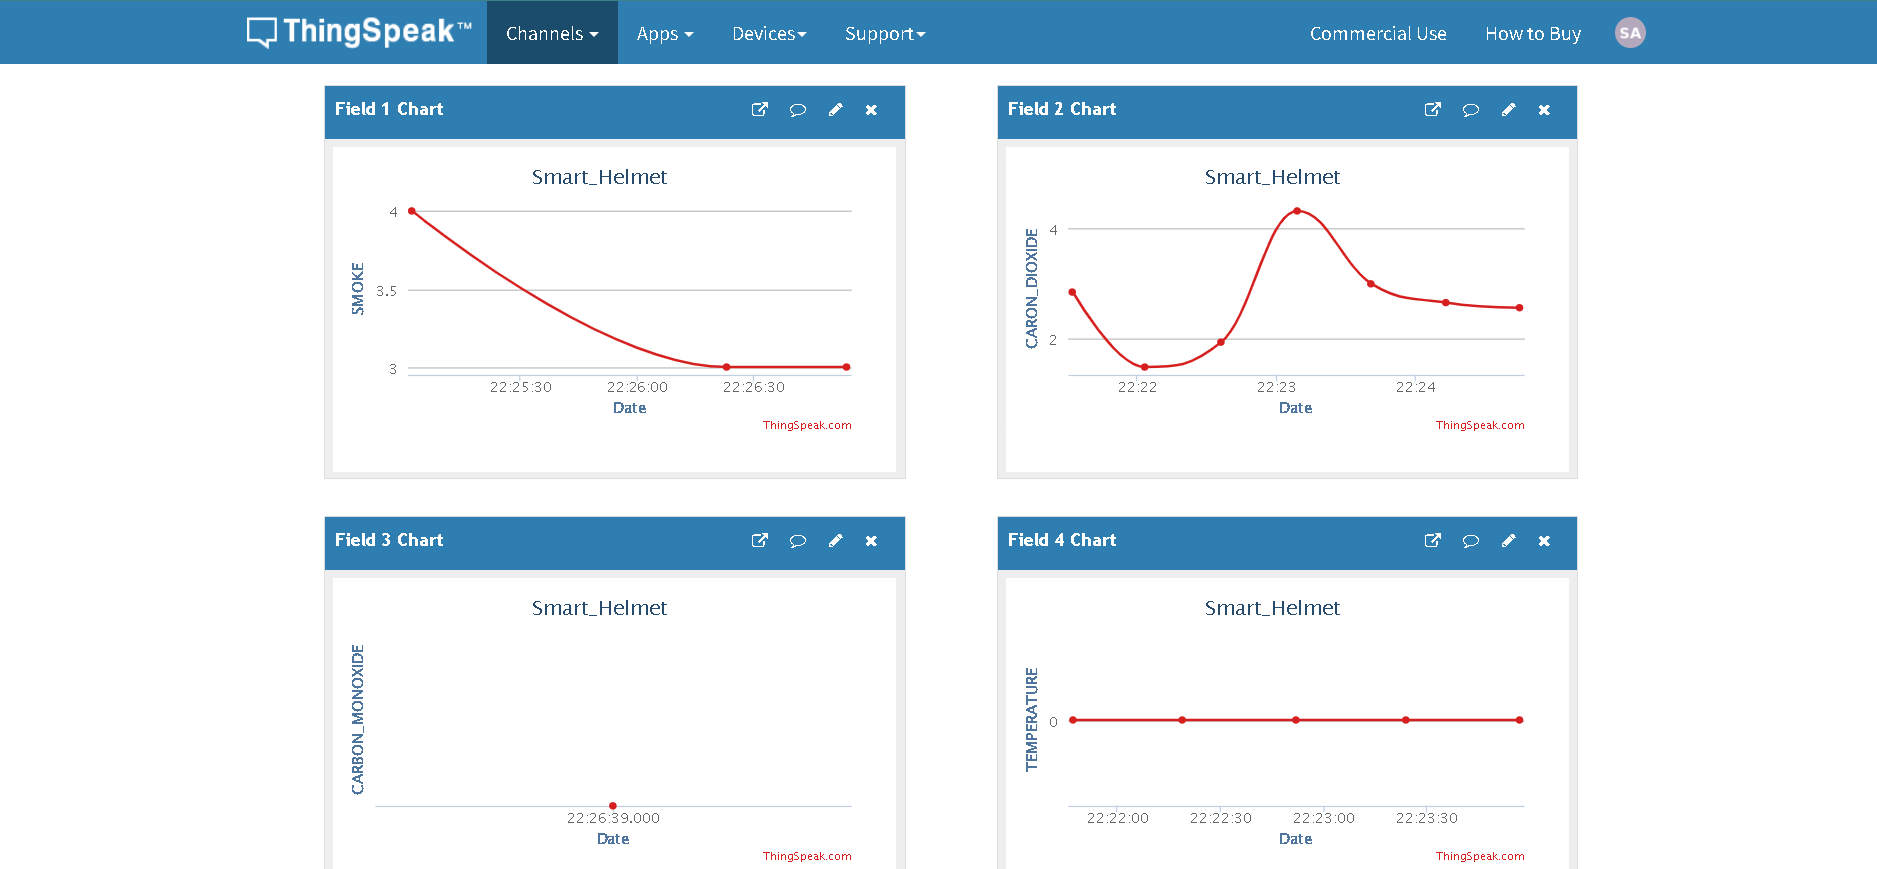 ThingSpeak™ Channels Apps Devices Support Commercial Use How to Buy SA
Field 1 Chart
Smart_Helmet
SMOKE
4
3.5
3
22:25:30 22:26:00 22:26:30
Date
ThingSpeak.com
Field 2 Chart
Smart_Helmet
CARON_DIOXIDE
4
2
22:22 22:23 22:24
Date
ThingSpeak.com
Field 3 Chart
Smart_Helmet
CARBON_MONOXIDE
22:26:39.000
Date
ThingSpeak.com
Field 4 Chart
Smart_Helmet
TEMPERATURE
0
22:22:00 22:22:30 22:23:00 22:23:30
Date
ThingSpeak.com